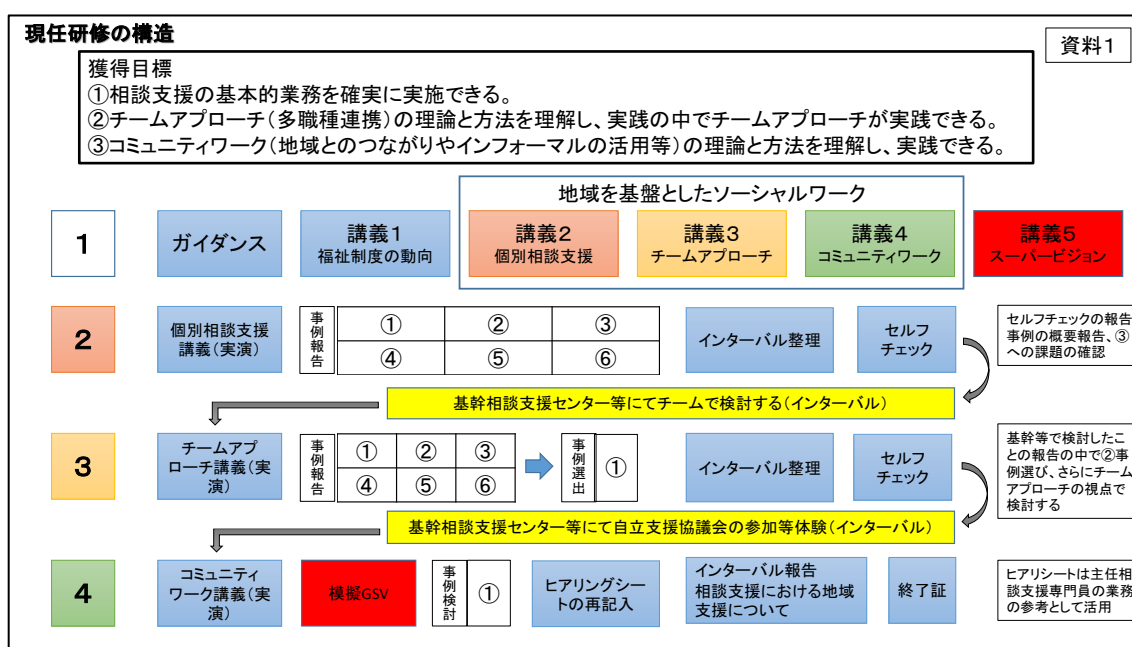 現任研修の構造
資料1
獲得目標
①相談支援の基本的業務を確実に実施できる。
②チームアプローチ(多職種連携)の理論と方法を理解し、実践の中でチームアプローチが実践できる。
③コミュニティワーク(地域とのつながりやインフォーマルの活用等)の理論と方法を理解し、実践できる。
地域を基盤としたソーシャルワーク
1
ガイダンス
講義1
福祉制度の動向
講義2
個別相談支援
講義3
チームアプローチ
講義4
コミュニティワーク
講義5
スーパービジョン
2
個別相談支援
講義(実演)
事例報告
① ② ③
④ ⑤ ⑥
インターバル整理
セルフ
チェック
セルフチェックの報告
事例の概要報告、③
への課題の確認
基幹相談支援センター等にてチームで検討する(インターバル)
3
チームアプ
ローチ講義(実
演)
事例報告
① ② ③
④ ⑤ ⑥
事例選出
①
インターバル整理
セルフ
チェック
基幹等で検討したこ
との報告の中で②事
例選び、さらにチーム
アプローチの視点で
検討する
基幹相談支援センター等にて自立支援協議会の参加等体験(インターバル)
4
コミュニティ
ワーク講義(実
演)
模擬GSV
事例検討
①
ヒアリングシー
トの再記入
インターバル報告
相談支援における地域
支援について
終了証
ヒアリシートは主任相
談支援専門員の業務
の参考として活用